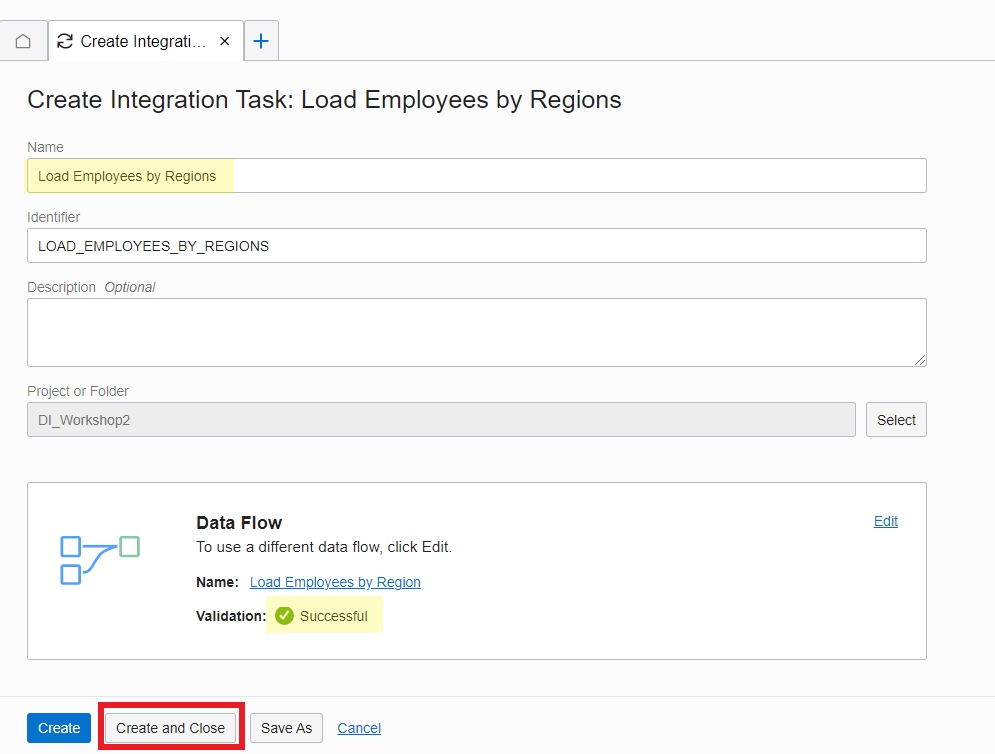 Create Integrati... ×
Create Integration Task: Load Employees by Regions
Name
Load Employees by Regions
Identifier
LOAD_EMPLOYEES_BY_REGIONS
Description Optional
Project or Folder
DI_Workshop2
Select
Data Flow
Edit
To use a different data flow, click Edit.
Name: Load Employees by Region
Validation: Successful
Create Create and Close Save As Cancel